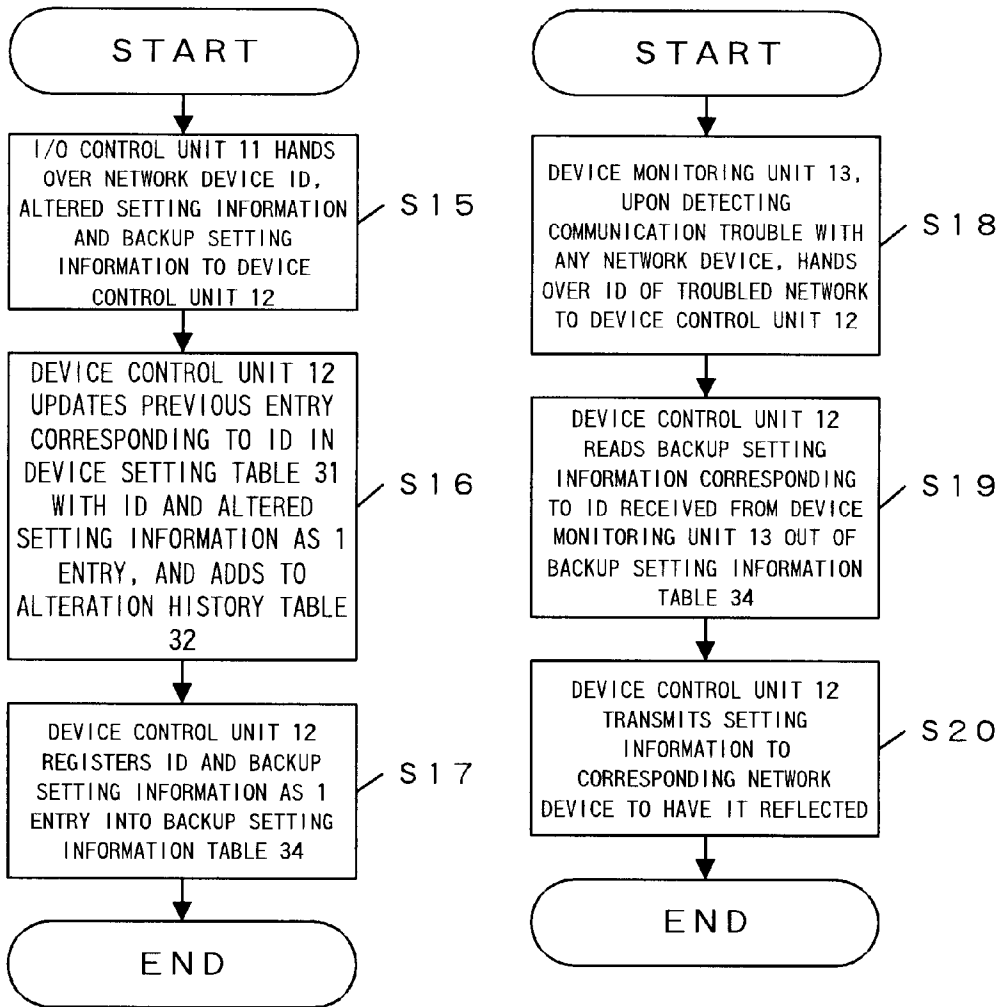 START
I/O CONTROL UNIT 11 HANDS
OVER NETWORK DEVICE ID,
ALTERED SETTING INFORMATION
AND BACKUP SETTING
INFORMATION TO DEVICE
CONTROL UNIT 12
S15
DEVICE CONTROL UNIT 12
UPDATES PREVIOUS ENTRY
CORRESPONDING TO ID IN
DEVICE SETTING TABLE 31
WITH ID AND ALTERED
SETTING INFORMATION AS 1
ENTRY, AND ADDS TO
ALTERATION HISTORY TABLE
32
S16
DEVICE CONTROL UNIT 12
REGISTERS ID AND BACKUP
SETTING INFORMATION AS 1
ENTRY INTO BACKUP SETTING
INFORMATION TABLE 34
S17
END
START
DEVICE MONITORING UNIT 13,
UPON DETECTING
COMMUNICATION TROUBLE WITH
ANY NETWORK DEVICE, HANDS
OVER ID OF TROUBLED NETWORK
TO DEVICE CONTROL UNIT 12
S18
DEVICE CONTROL UNIT 12
READS BACKUP SETTING
INFORMATION CORRESPONDING
TO ID RECEIVED FROM DEVICE
MONITORING UNIT 13 OUT OF
BACKUP SETTING INFORMATION
TABLE 34
S19
DEVICE CONTROL UNIT 12
TRANSMITS SETTING
INFORMATION TO
CORRESPONDING NETWORK
DEVICE TO HAVE IT REFLECTED
S20
END